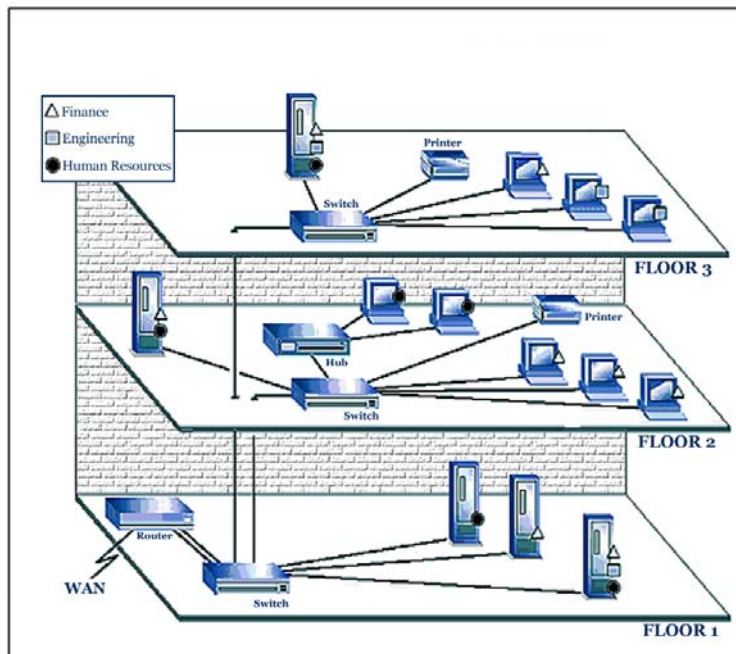 Finance
Engineering
Human Resources
Printer
Switch
FLOOR 3
Printer
Hub
Switch
FLOOR 2
Router
WAN
Switch
FLOOR 1